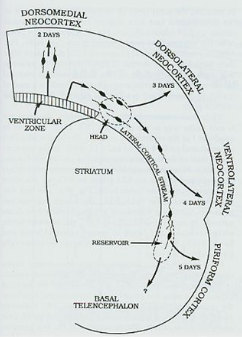 DORSOMEDIAL
NEOCORTEX
2 DAYS
DORSOLATERAL
NEOCORTEX
3 DAYS
VENTRICULAR
ZONE
HEAD
LATERAL CORTICAL STREAM
STRIATUM
VENTROLATERAL
NEOCORTEX
4 DAYS
RESERVOIR
5 DAYS
PIRIFORM CORTEX
?
BASAL
TELENCEPHALON